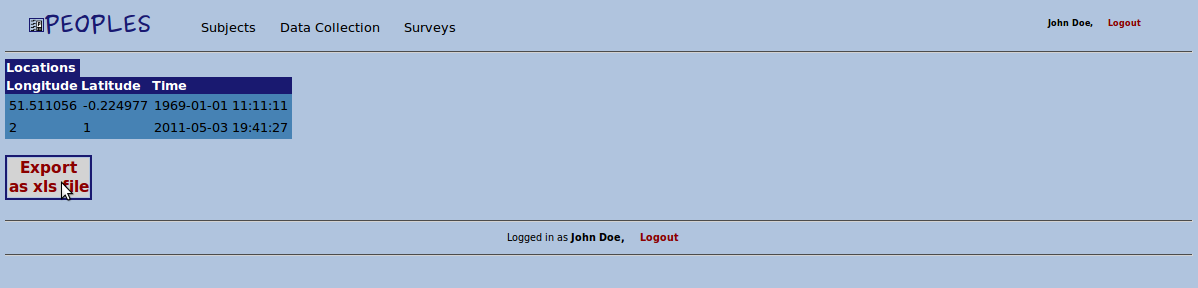 PEOPLES Subjects Data Collection Surveys John Doe, Logout
Locations
Longitude Latitude Time
51.511056 -0.224977 1969-01-01 11:11:11
2 1 2011-05-03 19:41:27
Export
as xls file
Logged in as John Doe, Logout